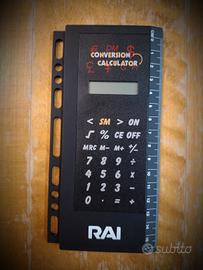 ₤ DM $
CONVERSION
CALCULATOR
< SM > ON
√ % CE OFF
MRC M- M+ +/-
7 8 9 ÷
4 5 6 x
1 2 3 -
0 . = +
RAI
subito